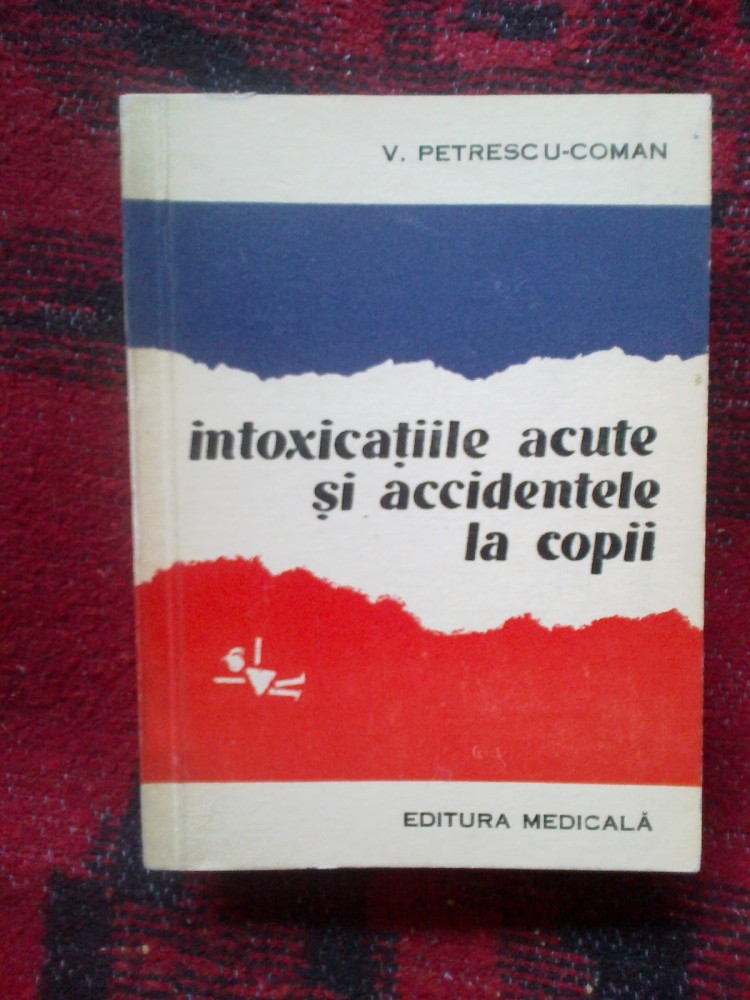 V. PETRESCU-COMAN
intoxicațiile acute
și accidentele
la copii
EDITURA MEDICALĂ